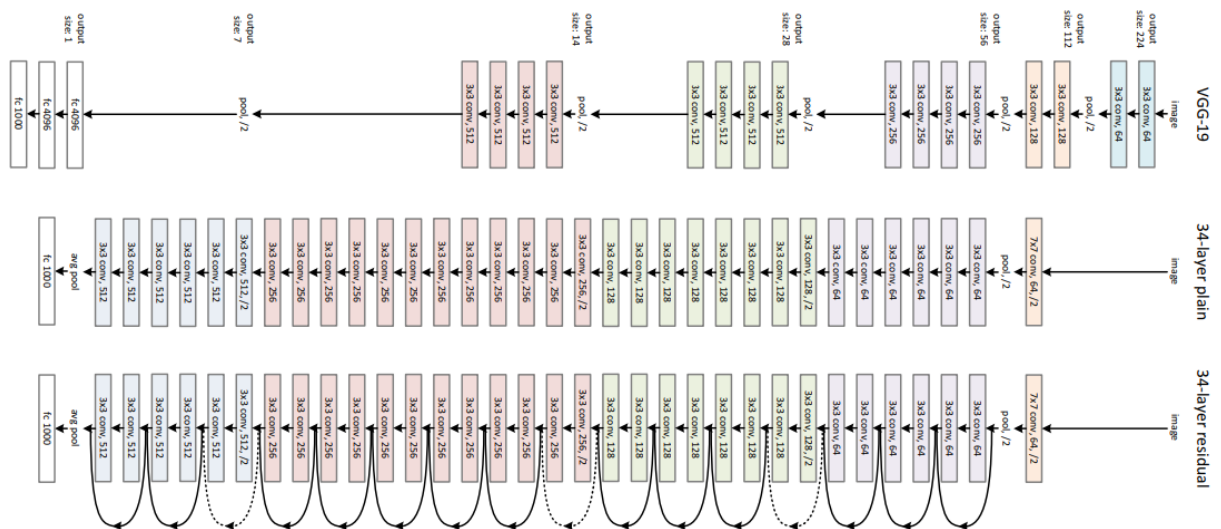 VGG-19
34-layer plain
34-layer residual
output
size: 224
output
size: 112
output
size: 56
output
size: 28
output
size: 14
output
size: 7
output
size: 1
image
3x3 conv, 64
3x3 conv, 64
pool, /2
3x3 conv, 128
3x3 conv, 128
pool, /2
3x3 conv, 256
3x3 conv, 256
3x3 conv, 256
3x3 conv, 256
pool, /2
3x3 conv, 512
3x3 conv, 512
3x3 conv, 512
3x3 conv, 512
pool, /2
3x3 conv, 512
3x3 conv, 512
3x3 conv, 512
3x3 conv, 512
pool, /2
fc 4096
fc 4096
fc 1000
image
7x7 conv, 64, /2
pool, /2
3x3 conv, 64
3x3 conv, 64
3x3 conv, 64
3x3 conv, 64
3x3 conv, 64
3x3 conv, 64
3x3 conv, 128, /2
3x3 conv, 128
3x3 conv, 128
3x3 conv, 128
3x3 conv, 128
3x3 conv, 128
3x3 conv, 128
3x3 conv, 128
3x3 conv, 256, /2
3x3 conv, 256
3x3 conv, 256
3x3 conv, 256
3x3 conv, 256
3x3 conv, 256
3x3 conv, 256
3x3 conv, 256
3x3 conv, 256
3x3 conv, 256
3x3 conv, 256
3x3 conv, 256
3x3 conv, 512, /2
3x3 conv, 512
3x3 conv, 512
3x3 conv, 512
3x3 conv, 512
3x3 conv, 512
avg pool
fc 1000
image
7x7 conv, 64, /2
pool, /2
3x3 conv, 64
3x3 conv, 64
3x3 conv, 64
3x3 conv, 64
3x3 conv, 64
3x3 conv, 64
3x3 conv, 128, /2
3x3 conv, 128
3x3 conv, 128
3x3 conv, 128
3x3 conv, 128
3x3 conv, 128
3x3 conv, 128
3x3 conv, 128
3x3 conv, 256, /2
3x3 conv, 256
3x3 conv, 256
3x3 conv, 256
3x3 conv, 256
3x3 conv, 256
3x3 conv, 256
3x3 conv, 256
3x3 conv, 256
3x3 conv, 256
3x3 conv, 256
3x3 conv, 256
3x3 conv, 512, /2
3x3 conv, 512
3x3 conv, 512
3x3 conv, 512
3x3 conv, 512
3x3 conv, 512
avg pool
fc 1000